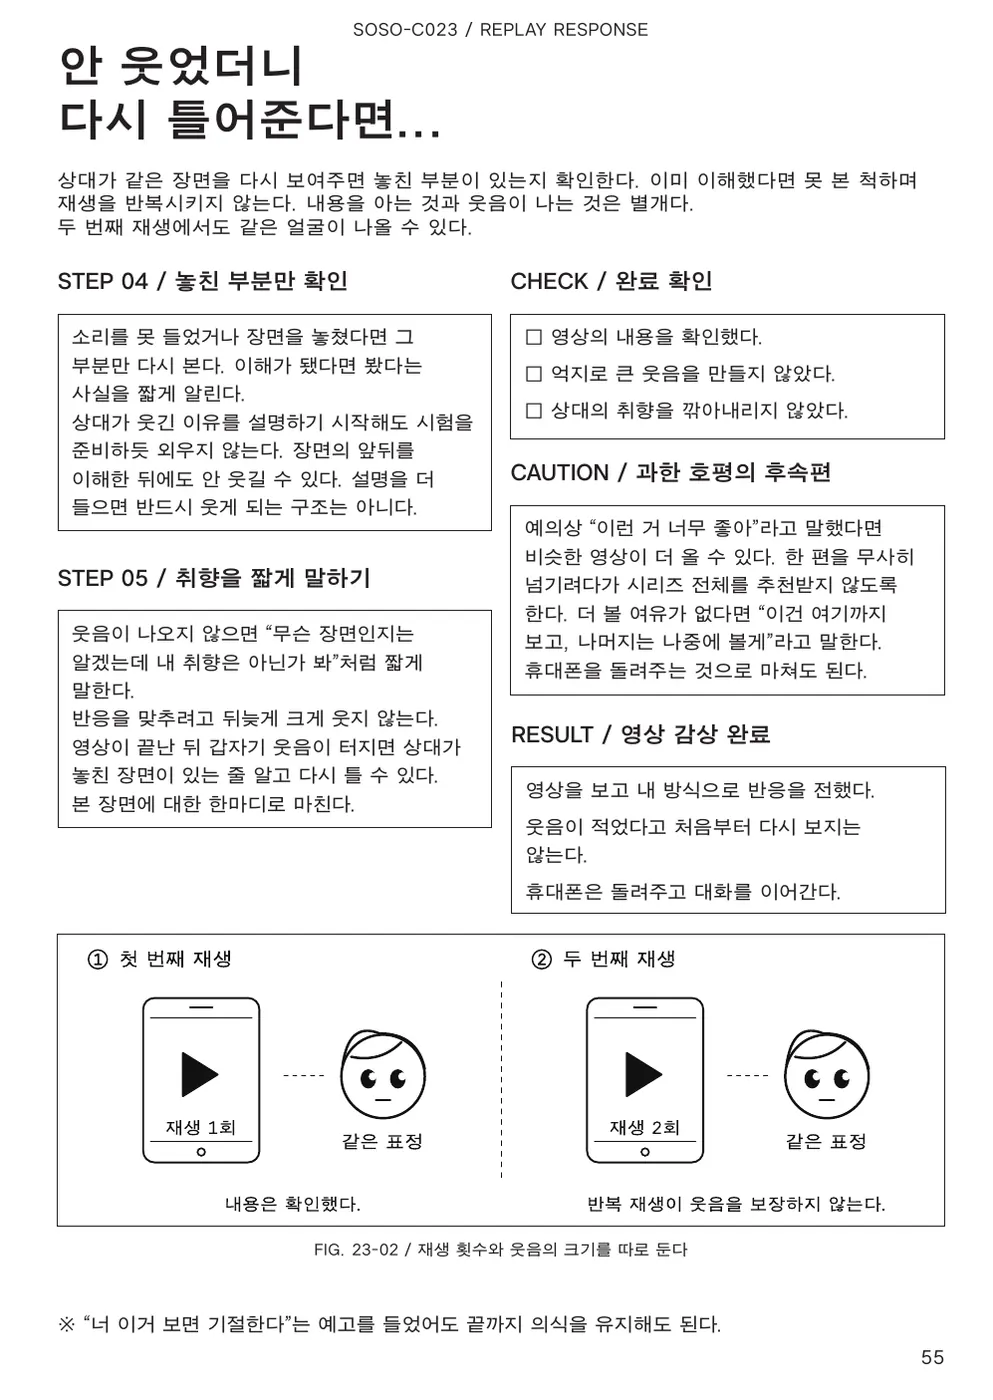 SOSO-C023 / REPLAY RESPONSE
안 웃었더니
다시 틀어준다면...
상대가 같은 장면을 다시 보여주면 놓친 부분이 있는지 확인한다. 이미 이해했다면 못 본 척하며
재생을 반복시키지 않는다. 내용을 아는 것과 웃음이 나는 것은 별개다.
두 번째 재생에서도 같은 얼굴이 나올 수 있다.
STEP 04 / 놓친 부분만 확인
소리를 못 들었거나 장면을 놓쳤다면 그
부분만 다시 본다. 이해가 됐다면 봤다는
사실을 짧게 알린다.
상대가 웃긴 이유를 설명하기 시작해도 시험을
준비하듯 외우지 않는다. 장면의 앞뒤를
이해한 뒤에도 안 웃길 수 있다. 설명을 더
들으면 반드시 웃게 되는 구조는 아니다.
STEP 05 / 취향을 짧게 말하기
웃음이 나오지 않으면 “무슨 장면인지는
알겠는데 내 취향은 아닌가 봐”처럼 짧게
말한다.
반응을 맞추려고 뒤늦게 크게 웃지 않는다.
영상이 끝난 뒤 갑자기 웃음이 터지면 상대가
놓친 장면이 있는 줄 알고 다시 틀 수 있다.
본 장면에 대한 한마디로 마친다.
CHECK / 완료 확인
□ 영상의 내용을 확인했다.
□ 억지로 큰 웃음을 만들지 않았다.
□ 상대의 취향을 깎아내리지 않았다.
CAUTION / 과한 호평의 후속편
예의상 “이런 거 너무 좋아”라고 말했다면
비슷한 영상이 더 올 수 있다. 한 편을 무사히
넘기려다가 시리즈 전체를 추천받지 않도록
한다. 더 볼 여유가 없다면 “이건 여기까지
보고, 나머지는 나중에 볼게”라고 말한다.
휴대폰을 돌려주는 것으로 마쳐도 된다.
RESULT / 영상 감상 완료
영상을 보고 내 방식으로 반응을 전했다.
웃음이 적었다고 처음부터 다시 보지는
않는다.
휴대폰은 돌려주고 대화를 이어간다.
① 첫 번째 재생
재생 1회
같은 표정
내용은 확인했다.
② 두 번째 재생
재생 2회
같은 표정
반복 재생이 웃음을 보장하지 않는다.
FIG. 23-02 / 재생 횟수와 웃음의 크기를 따로 둔다
※ “너 이거 보면 기절한다”는 예고를 들었어도 끝까지 의식을 유지해도 된다.
55